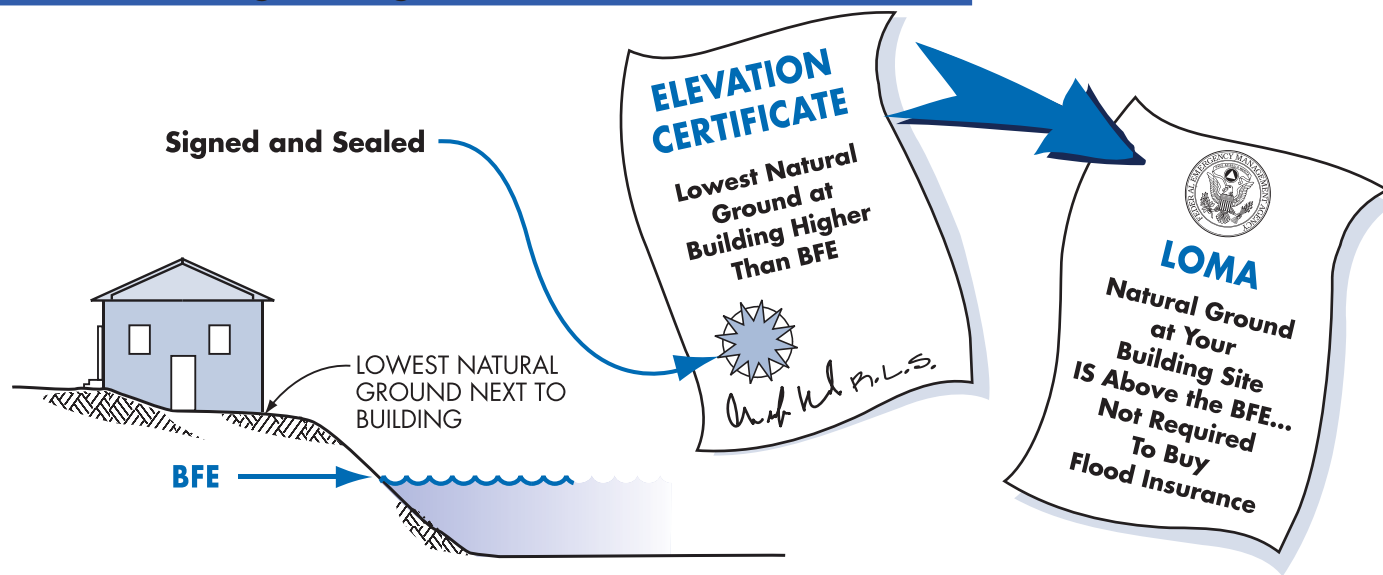 Signed and Sealed
ELEVATION
CERTIFICATE
Lowest Natural
Ground at
Building Higher
Than BFE
R.L.S.
LOWEST NATURAL
GROUND NEXT TO
BUILDING
BFE
FEDERAL EMERGENCY MANAGEMENT AGENCY
LOMA
Natural Ground
at Your
Building Site
IS Above the BFE...
Not Required
To Buy
Flood Insurance